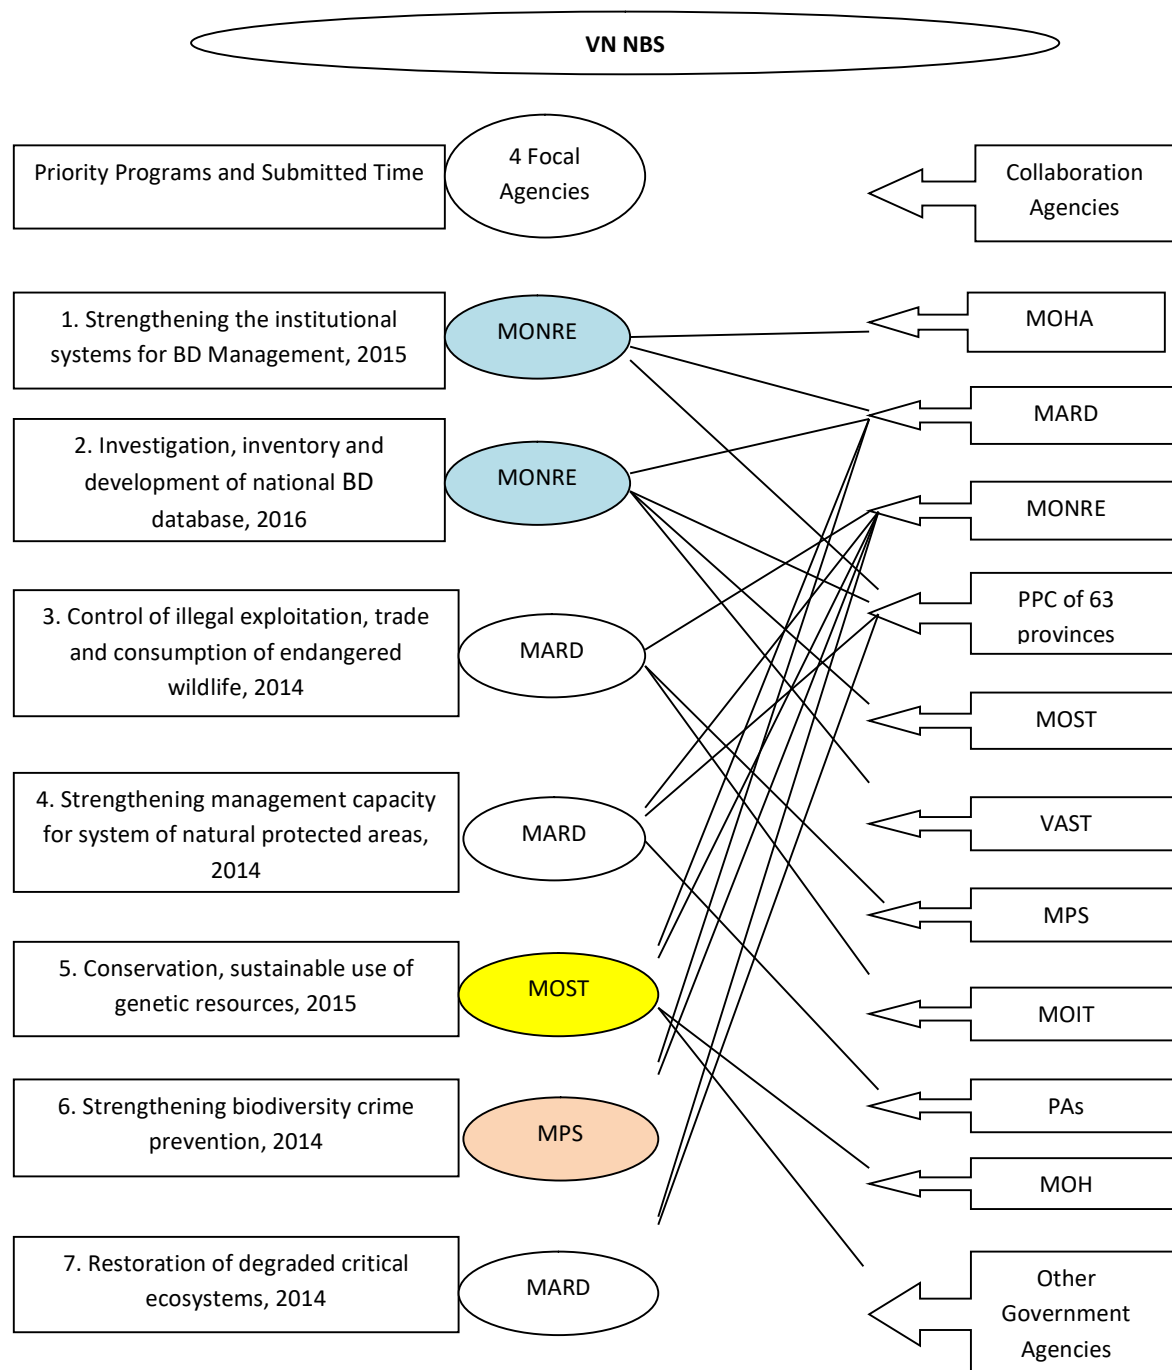 VN NBS
Priority Programs and Submitted Time
4 Focal
Agencies
Collaboration
Agencies
1. Strengthening the institutional
systems for BD Management, 2015
MONRE
MOHA
MARD
2. Investigation, inventory and
development of national BD
database, 2016
MONRE
MONRE
3. Control of illegal exploitation, trade
and consumption of endangered
wildlife, 2014
MARD
PPC of 63
provinces
MOST
4. Strengthening management capacity
for system of natural protected areas,
2014
MARD
VAST
MPS
5. Conservation, sustainable use of
genetic resources, 2015
MOST
MOIT
6. Strengthening biodiversity crime
prevention, 2014
MPS
PAs
MOH
7. Restoration of degraded critical
ecosystems, 2014
MARD
Other
Government
Agencies